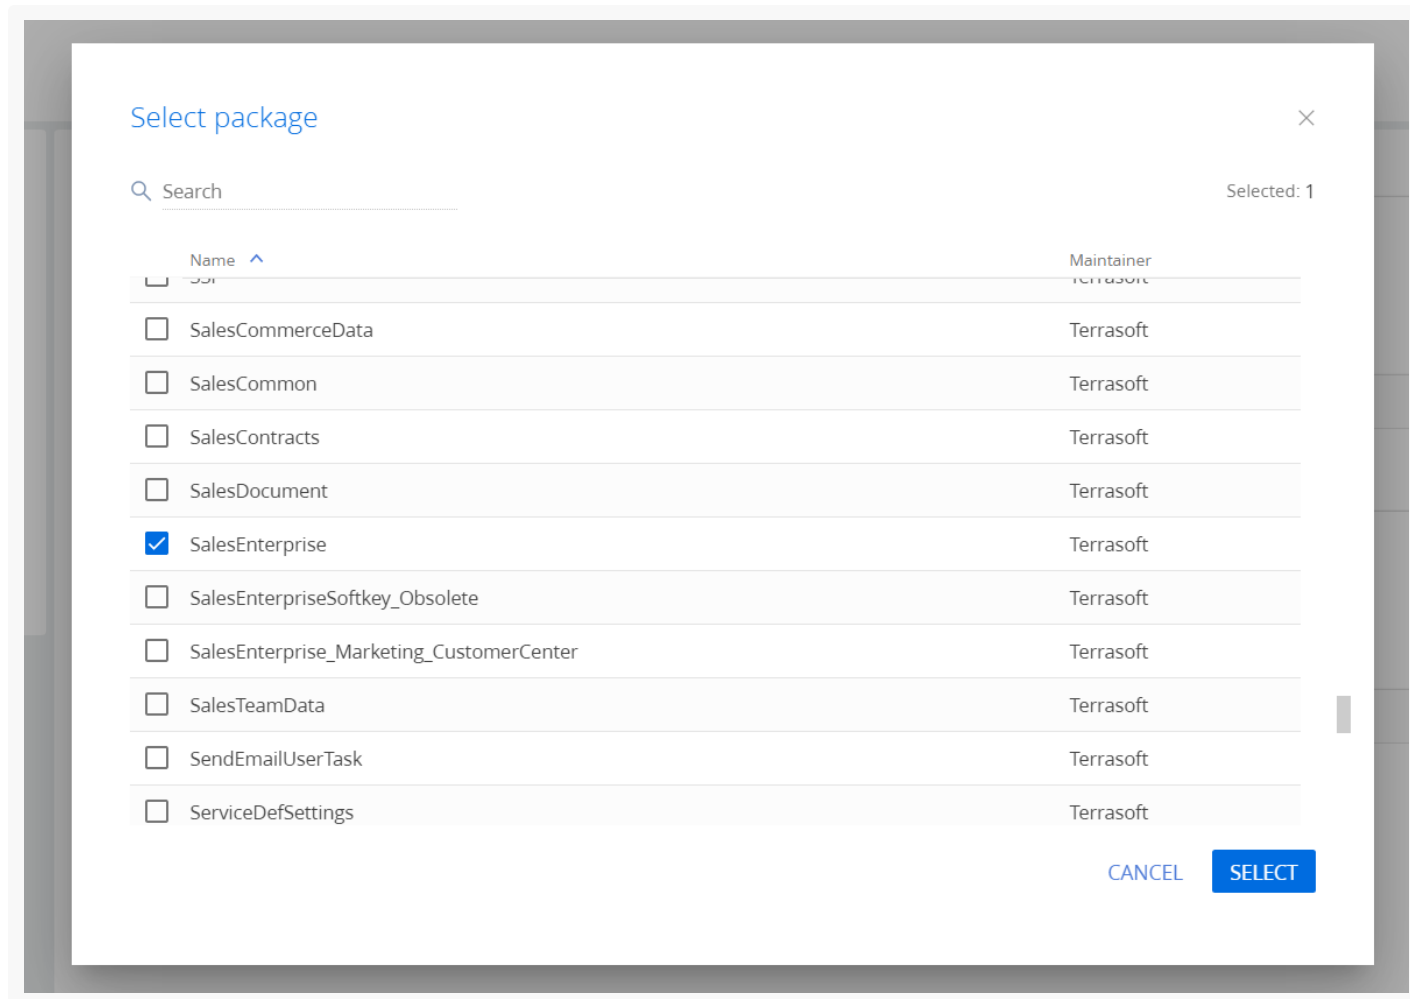 Select package
Search
Selected: 1
Name Maintainer
SalesCommerceData Terrasoft
SalesCommon Terrasoft
SalesContracts Terrasoft
SalesDocument Terrasoft
SalesEnterprise Terrasoft
SalesEnterpriseSoftkey_Obsolete Terrasoft
SalesEnterprise_Marketing_CustomerCenter Terrasoft
SalesTeamData Terrasoft
SendEmailUserTask Terrasoft
ServiceDefSettings Terrasoft
CANCEL SELECT